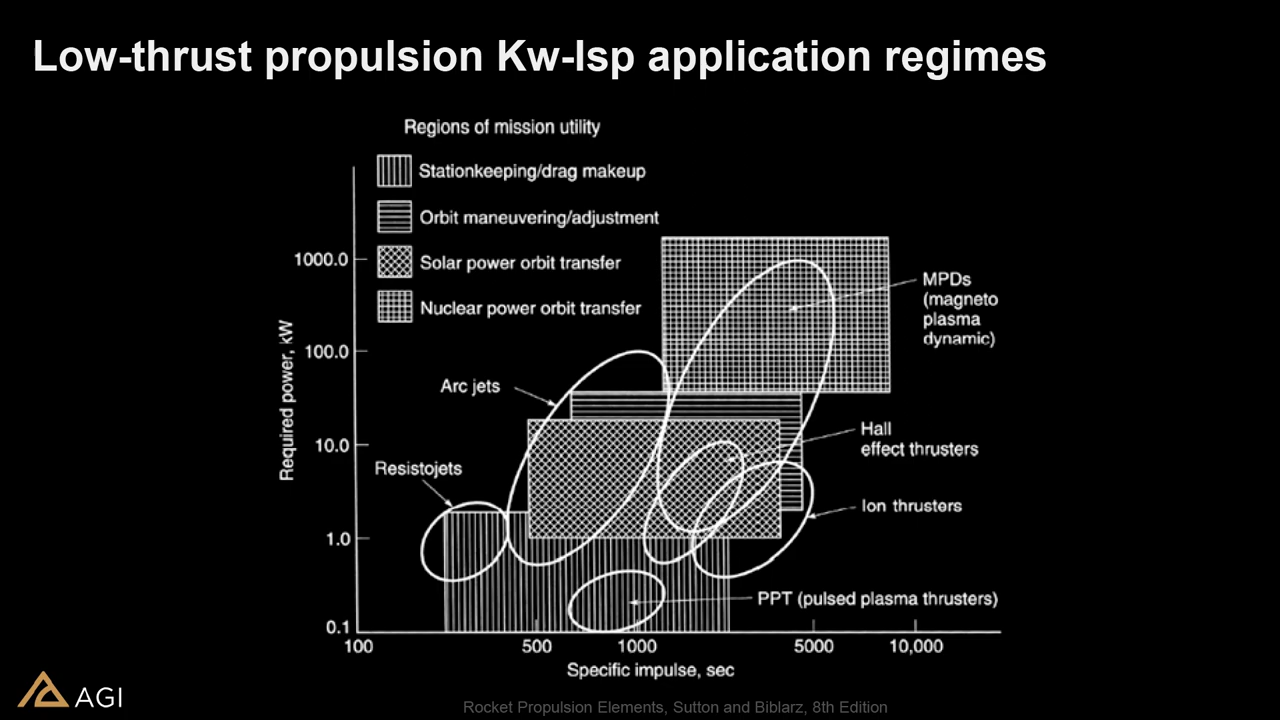 Low-thrust propulsion Kw-Isp application regimes
Regions of mission utility
Stationkeeping/drag makeup
Orbit maneuvering/adjustment
Solar power orbit transfer
Nuclear power orbit transfer
1000.0
100.0
10.0
1.0
0.1
Required power, kW
MPDs
(magneto
plasma
dynamic)
Arc jets
Hall
effect thrusters
Resistojets
Ion thrusters
PPT (pulsed plasma thrusters)
100
500
1000
5000
10,000
Specific impulse, sec
AGI
Rocket Propulsion Elements, Sutton and Biblarz, 8th Edition